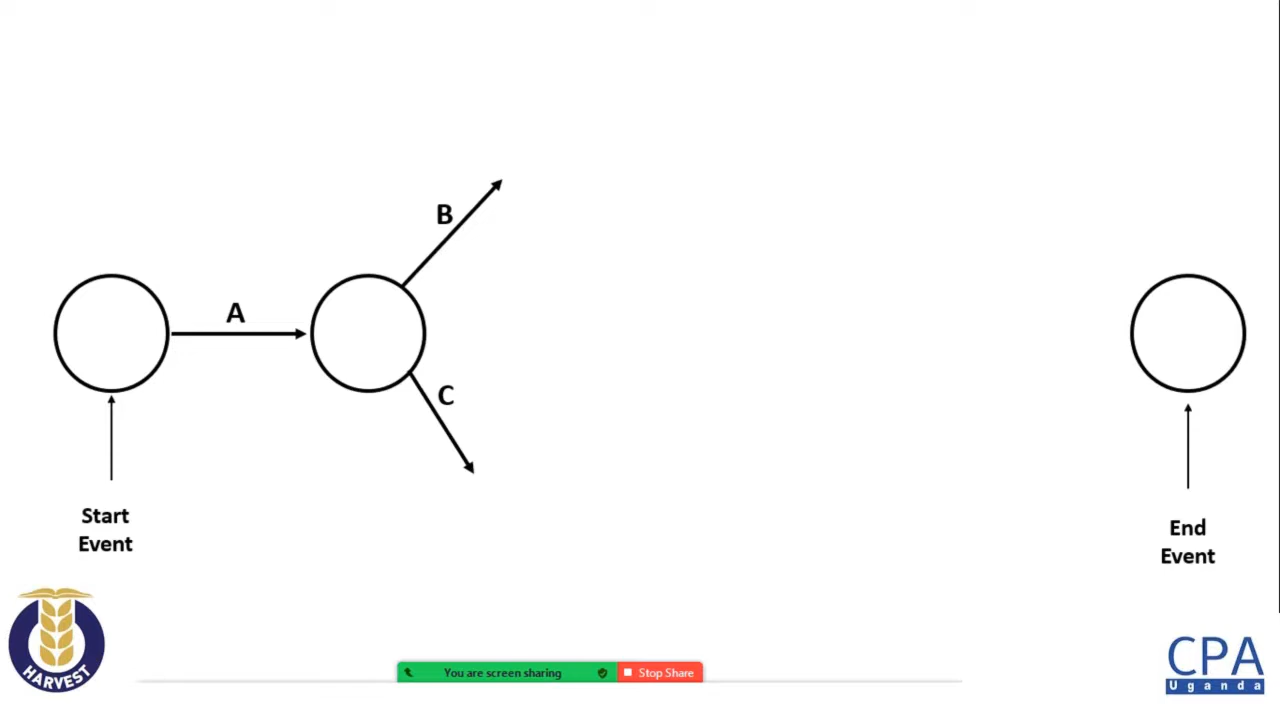 B
A
C
Start
Event
End
Event
HARVEST
CPA
Uganda
You are screen sharing
Stop Share